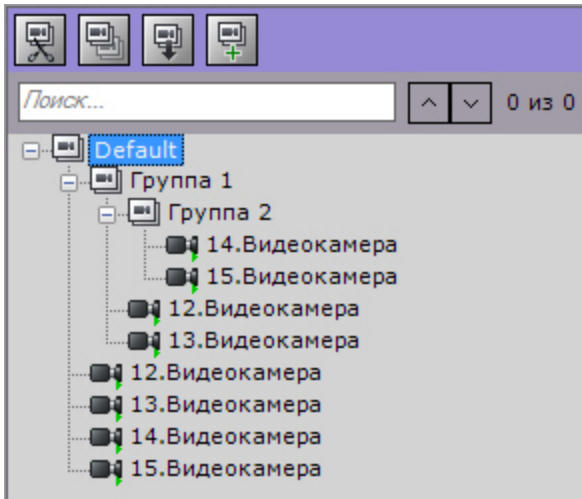 Поиск...
0 из 0
Default
Группа 1
Группа 2
14.Видеокамера
15.Видеокамера
12.Видеокамера
13.Видеокамера
12.Видеокамера
13.Видеокамера
14.Видеокамера
15.Видеокамера